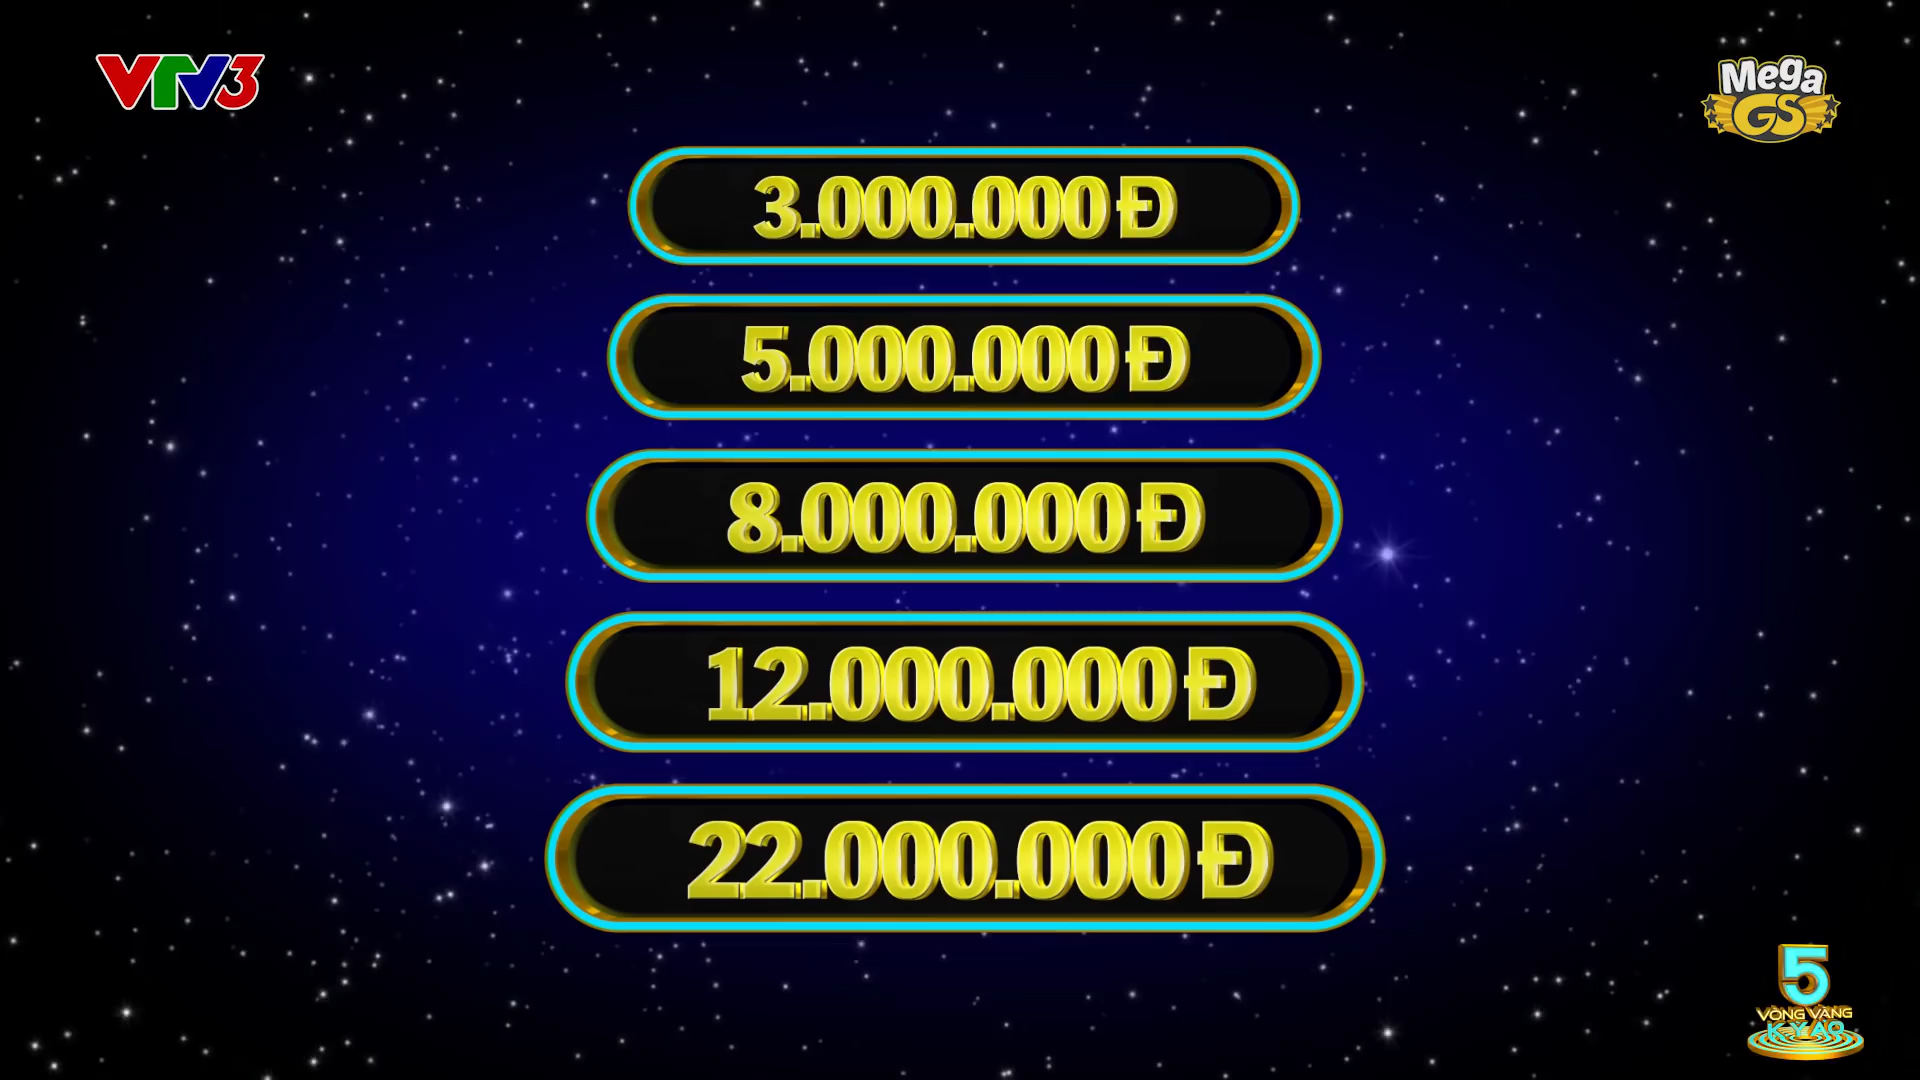 VTV3
Mega
GS
3.000.000 Đ
5.000.000 Đ
8.000.000 Đ
12.000.000 Đ
22.000.000 Đ
5
VÒNG VÀNG
KỲ ẢO